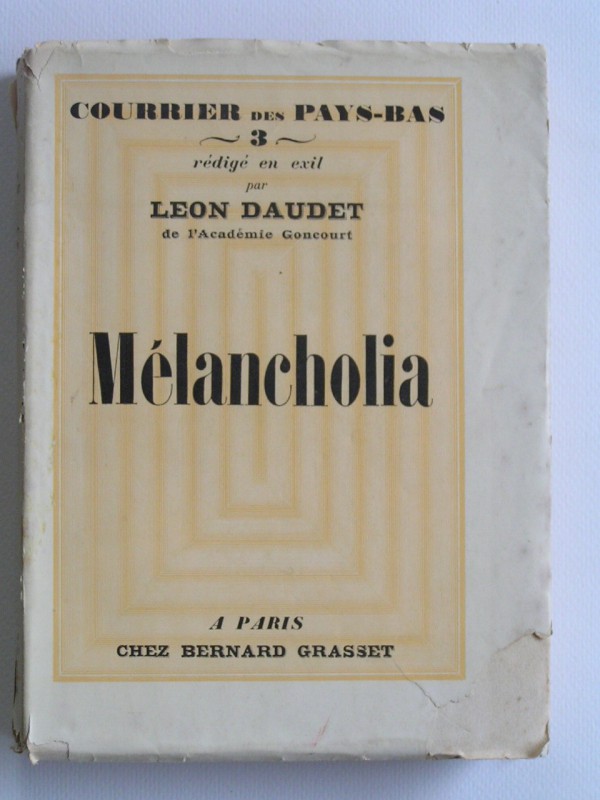 COURRIER DES PAYS-BAS
~ 3 ~
rédigé en exil
par
LEON DAUDET
de l'Académie Goncourt
Mélancholia
A PARIS
CHEZ BERNARD GRASSET